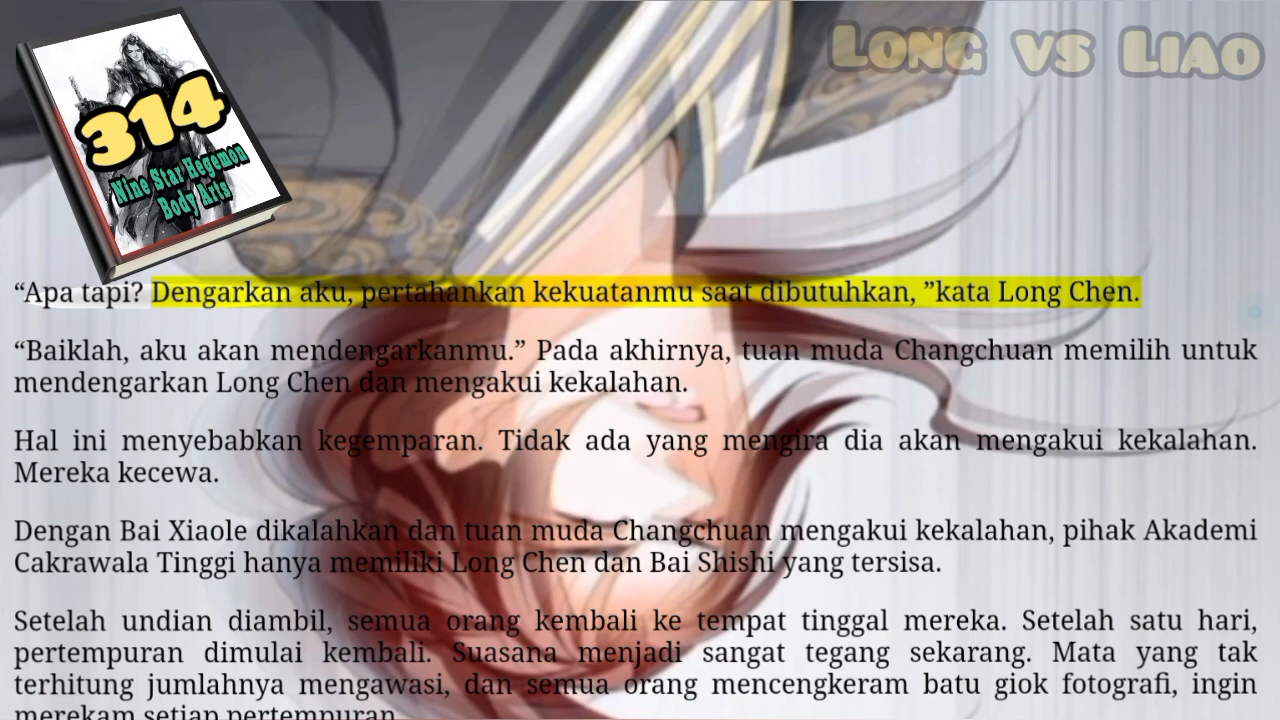 Long vs Liao
314
Nine Star Hegemon
Body Arts
“Apa tapi? Dengarkan aku, pertahankan kekuatanmu saat dibutuhkan, ”kata Long Chen.
“Baiklah, aku akan mendengarkanmu.” Pada akhirnya, tuan muda Changchuan memilih untuk
mendengarkan Long Chen dan mengakui kekalahan.
Hal ini menyebabkan kegemparan. Tidak ada yang mengira dia akan mengakui kekalahan.
Mereka kecewa.
Dengan Bai Xiaole dikalahkan dan tuan muda Changchuan mengakui kekalahan, pihak Akademi
Cakrawala Tinggi hanya memiliki Long Chen dan Bai Shishi yang tersisa.
Setelah undian diambil, semua orang kembali ke tempat tinggal mereka. Setelah satu hari,
pertempuran dimulai kembali. Suasana menjadi sangat tegang sekarang. Mata yang tak
terhitung jumlahnya mengawasi, dan semua orang mencengkeram batu giok fotografi, ingin
merekam setiap pertempuran.